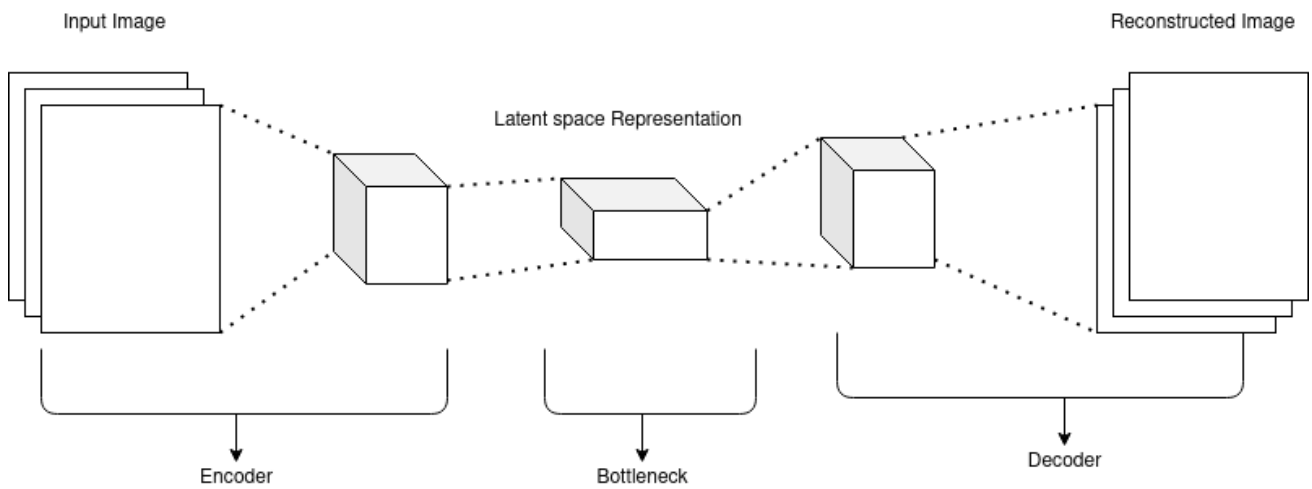 Input Image
Reconstructed Image
Latent space Representation
Encoder
Bottleneck
Decoder